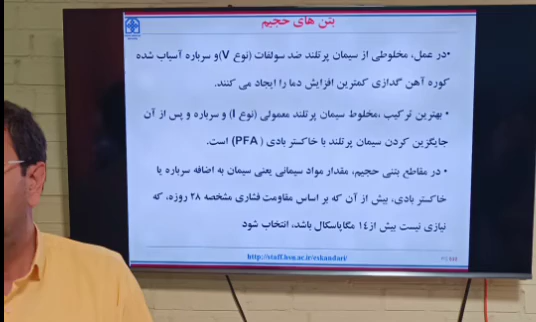 بتن های حجیم
•در عمل، مخلوطی از سیمان پرتلند ضد سولفات (نوع V)و سرباره آسیاب شده
کوره آهن گدازی کمترین افزایش دما را ایجاد می کنند.
• بهترین ترکیب ،مخلوط سیمان پرتلند معمولی (نوع I) و سرباره و پس از آن
جایگزین کردن سیمان پرتلند با خاکستر بادی ( PFA) است.
• در مقاطع بتنی حجیم، مقدار مواد سیمانی یعنی سیمان به اضافه سرباره یا
خاکستر بادی، بیش از آن که بر اساس مقاومت فشاری مشخصه ۲۸ روزه، که
نیازی نیست بیش از۱۴ مگاپاسکال باشد، انتخاب شود
http://staff.hsu.ac.ir/eskandari/